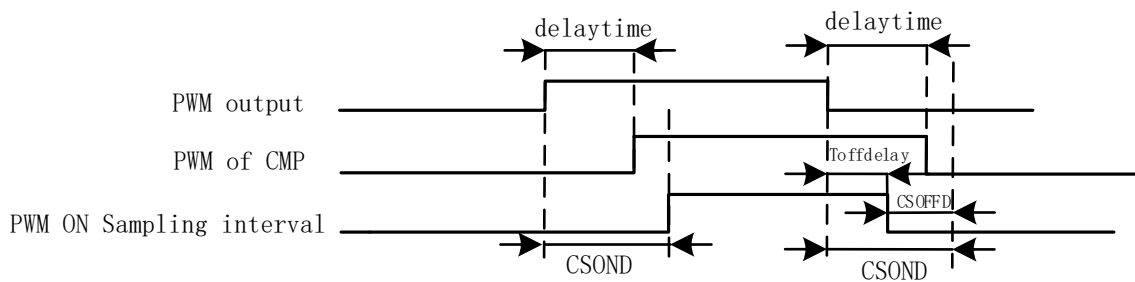 delaytime
delaytime
PWM output
PWM of CMP
Toffdelay
CSOFFD
PWM ON Sampling interval
CSOND
CSOND